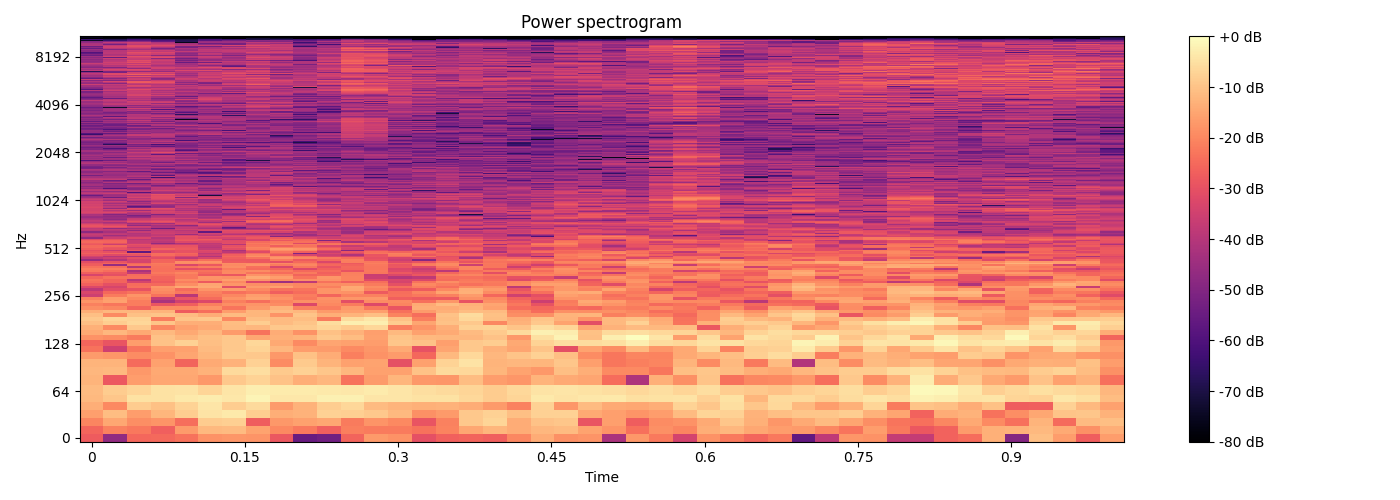 Power spectrogram
8192
4096
2048
1024
512
256
128
64
0
Hz
0
0.15
0.3
0.45
0.6
0.75
0.9
Time
+0 dB
-10 dB
-20 dB
-30 dB
-40 dB
-50 dB
-60 dB
-70 dB
-80 dB